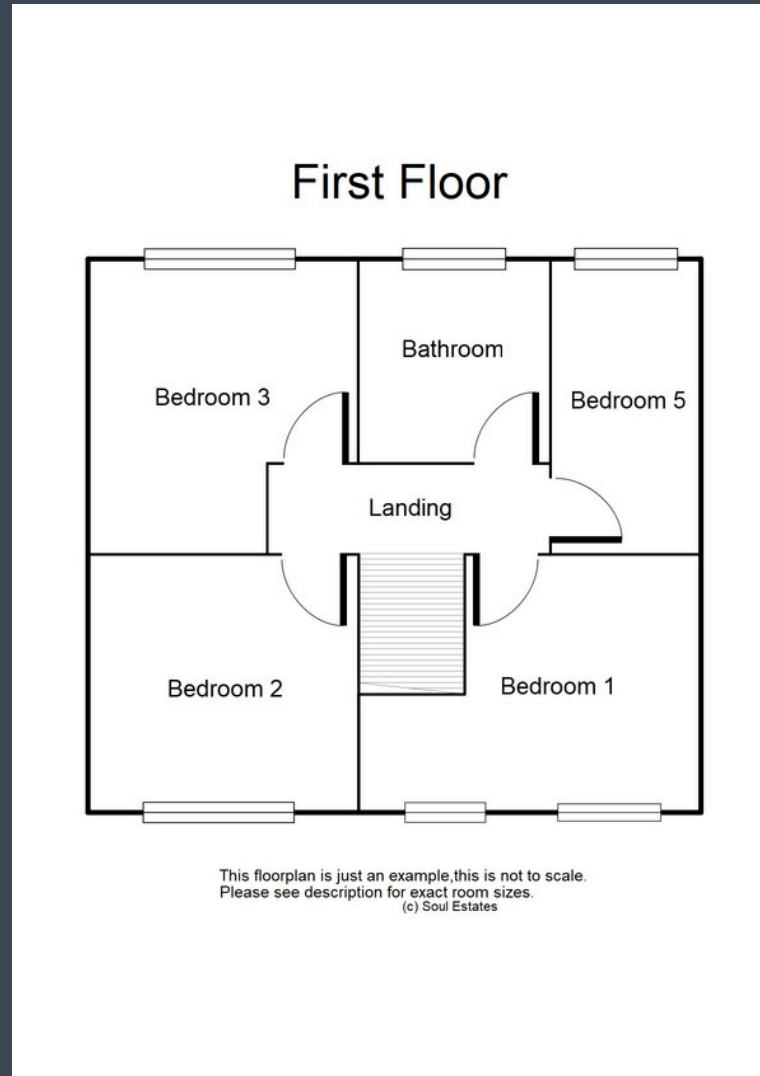 First Floor
Bathroom
Bedroom 3
Bedroom 5
Landing
Bedroom 2
Bedroom 1
This floorplan is just an example,this is not to scale.
Please see description for exact room sizes.
(c) Soul Estates